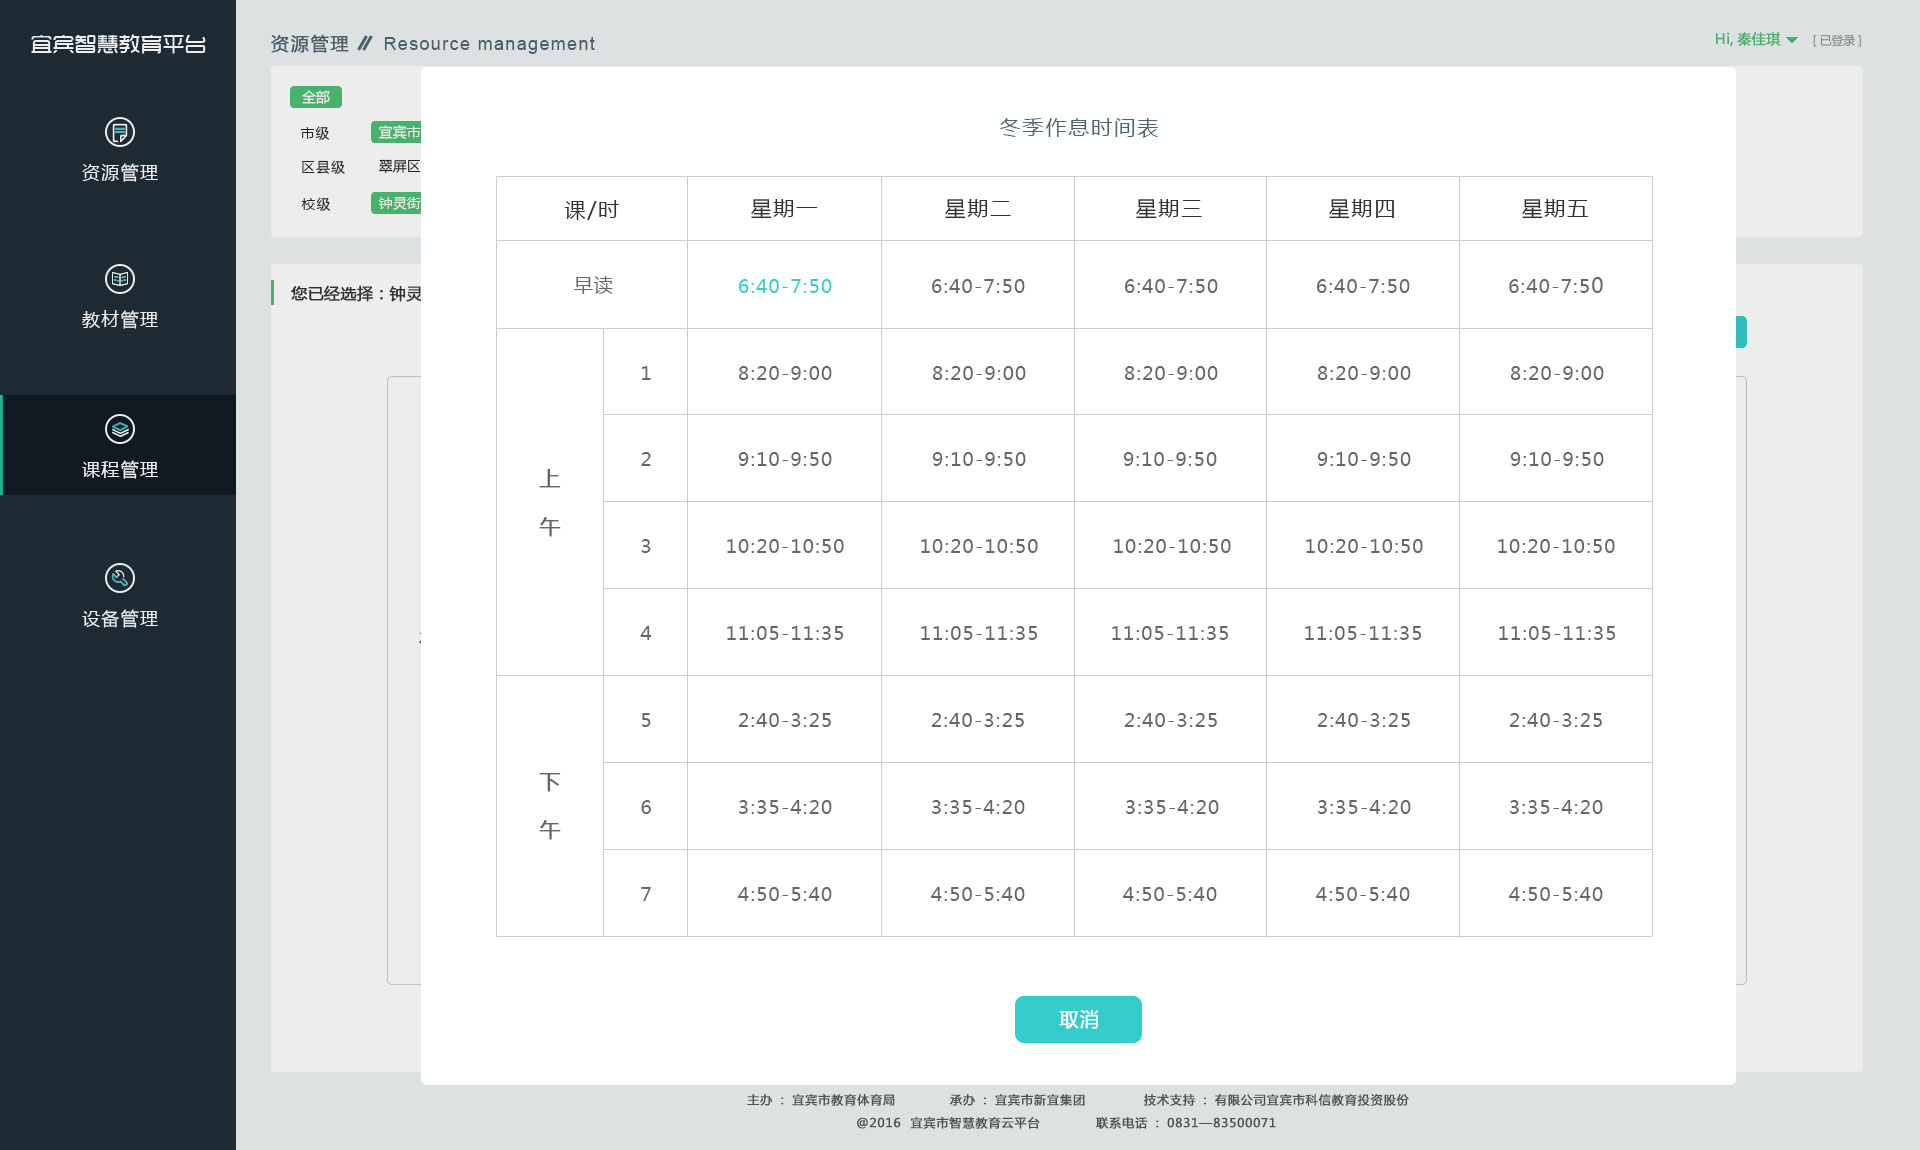 宜宾智慧教育平台
资源管理
教材管理
课程管理
设备管理
资源管理 // Resource management
Hi, 秦佳琪 [ 已登录 ]
全部
市级 宜宾市
区县级 翠屏区
校级 钟灵街
您已经选择：钟灵
冬季作息时间表
课/时 星期一 星期二 星期三 星期四 星期五
早读 6:40-7:50 6:40-7:50 6:40-7:50 6:40-7:50 6:40-7:50
上午
1 8:20-9:00 8:20-9:00 8:20-9:00 8:20-9:00 8:20-9:00
2 9:10-9:50 9:10-9:50 9:10-9:50 9:10-9:50 9:10-9:50
3 10:20-10:50 10:20-10:50 10:20-10:50 10:20-10:50 10:20-10:50
4 11:05-11:35 11:05-11:35 11:05-11:35 11:05-11:35 11:05-11:35
下午
5 2:40-3:25 2:40-3:25 2:40-3:25 2:40-3:25 2:40-3:25
6 3:35-4:20 3:35-4:20 3:35-4:20 3:35-4:20 3:35-4:20
7 4:50-5:40 4:50-5:40 4:50-5:40 4:50-5:40 4:50-5:40
取消
主办 ： 宜宾市教育体育局 承办 ： 宜宾市新宜集团 技术支持 ： 有限公司宜宾市科信教育投资股份
@2016 宜宾市智慧教育云平台 联系电话 ： 0831—83500071